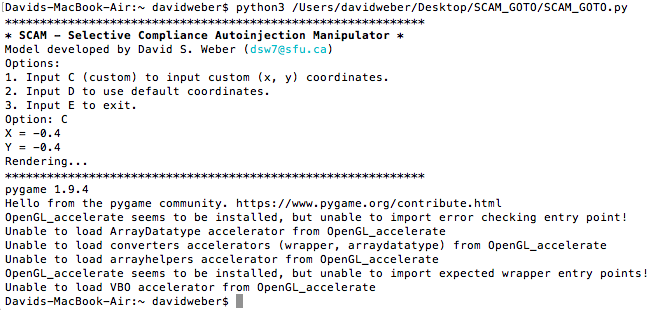 [Davids-MacBook-Air:~ davidweber$ python3 /Users/davidweber/Desktop/SCAM_GOTO/SCAM_GOTO.py
************************************************************
* SCAM - Selective Compliance Autoinjection Manipulator *
Model developed by David S. Weber (dsw7@sfu.ca)
Options:
1. Input C (custom) to input custom (x, y) coordinates.
2. Input D to use default coordinates.
3. Input E to exit.
Option: C
X = -0.4
Y = -0.4
Rendering...
************************************************************
pygame 1.9.4
Hello from the pygame community. https://www.pygame.org/contribute.html
OpenGL_accelerate seems to be installed, but unable to import error checking entry point!
Unable to load ArrayDatatype accelerator from OpenGL_accelerate
Unable to load converters accelerators (wrapper, arraydatatype) from OpenGL_accelerate
Unable to load arrayhelpers accelerators from OpenGL_accelerate
OpenGL_accelerate seems to be installed, but unable to import expected wrapper entry points!
Unable to load VBO accelerator from OpenGL_accelerate
Davids-MacBook-Air:~ davidweber$